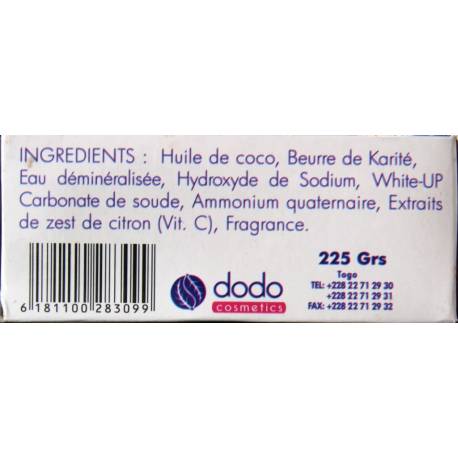 INGREDIENTS : Huile de coco, Beurre de Karité,
Eau déminéralisée, Hydroxyde de Sodium, White-UP
Carbonate de soude, Ammonium quaternaire, Extraits
de zest de citron (Vit. C), Fragrance.
6 181100 283099
dodo
cosmetics
225 Grs
Togo
TEL: +228 22 71 29 30
+228 22 71 29 31
FAX: +228 22 71 29 32